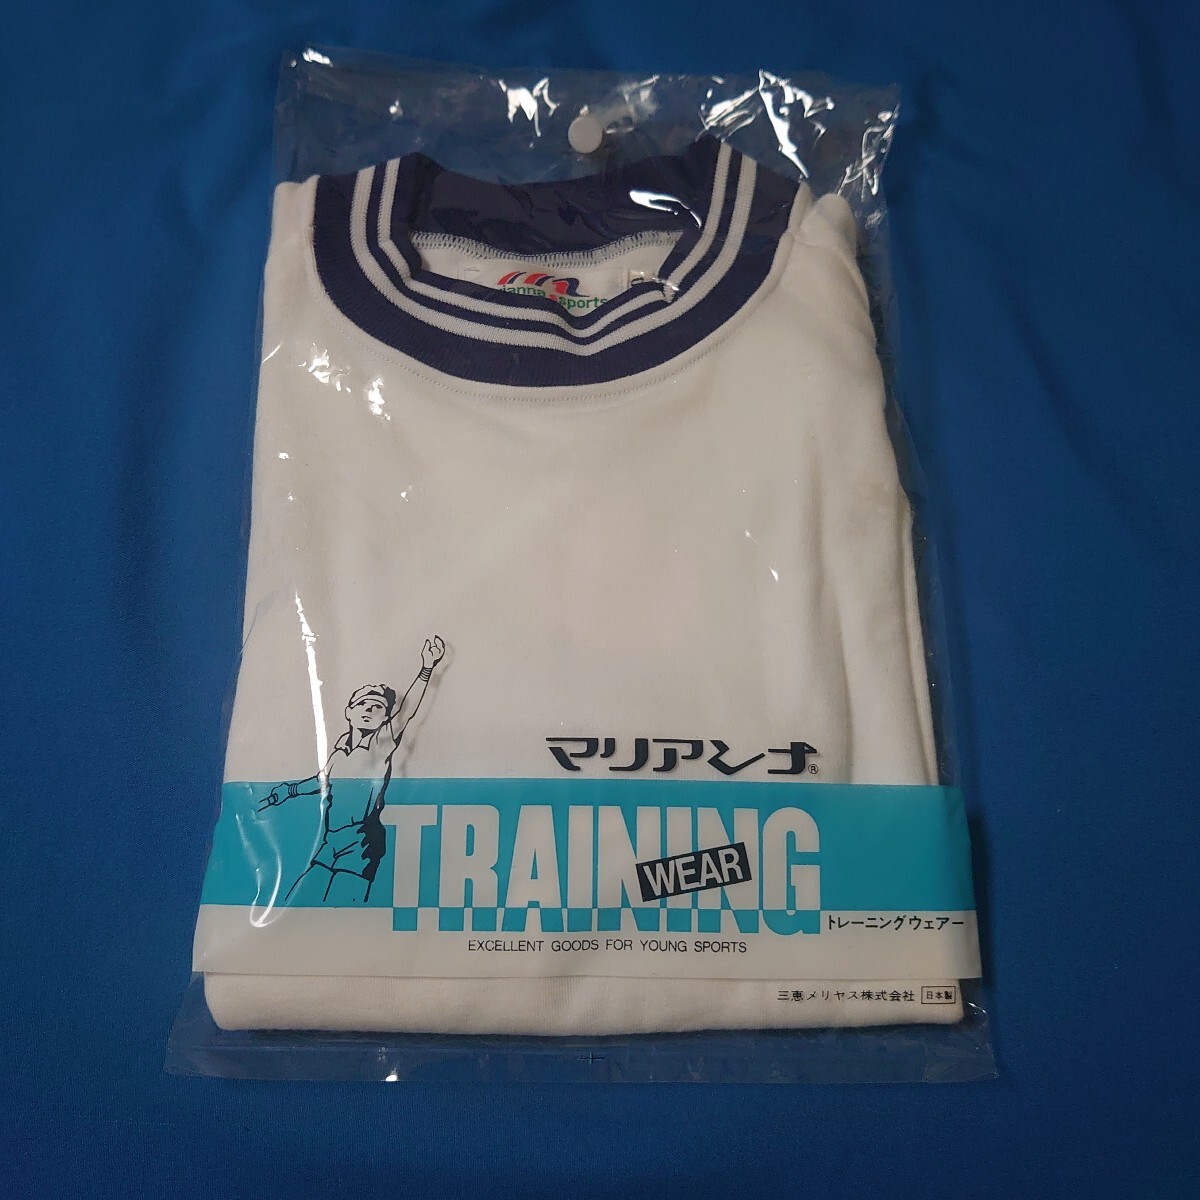 sports
マリアンナ®
TRAINING
WEAR
トレーニングウェアー
EXCELLENT GOODS FOR YOUNG SPORTS
三恵メリヤス株式会社 日本製